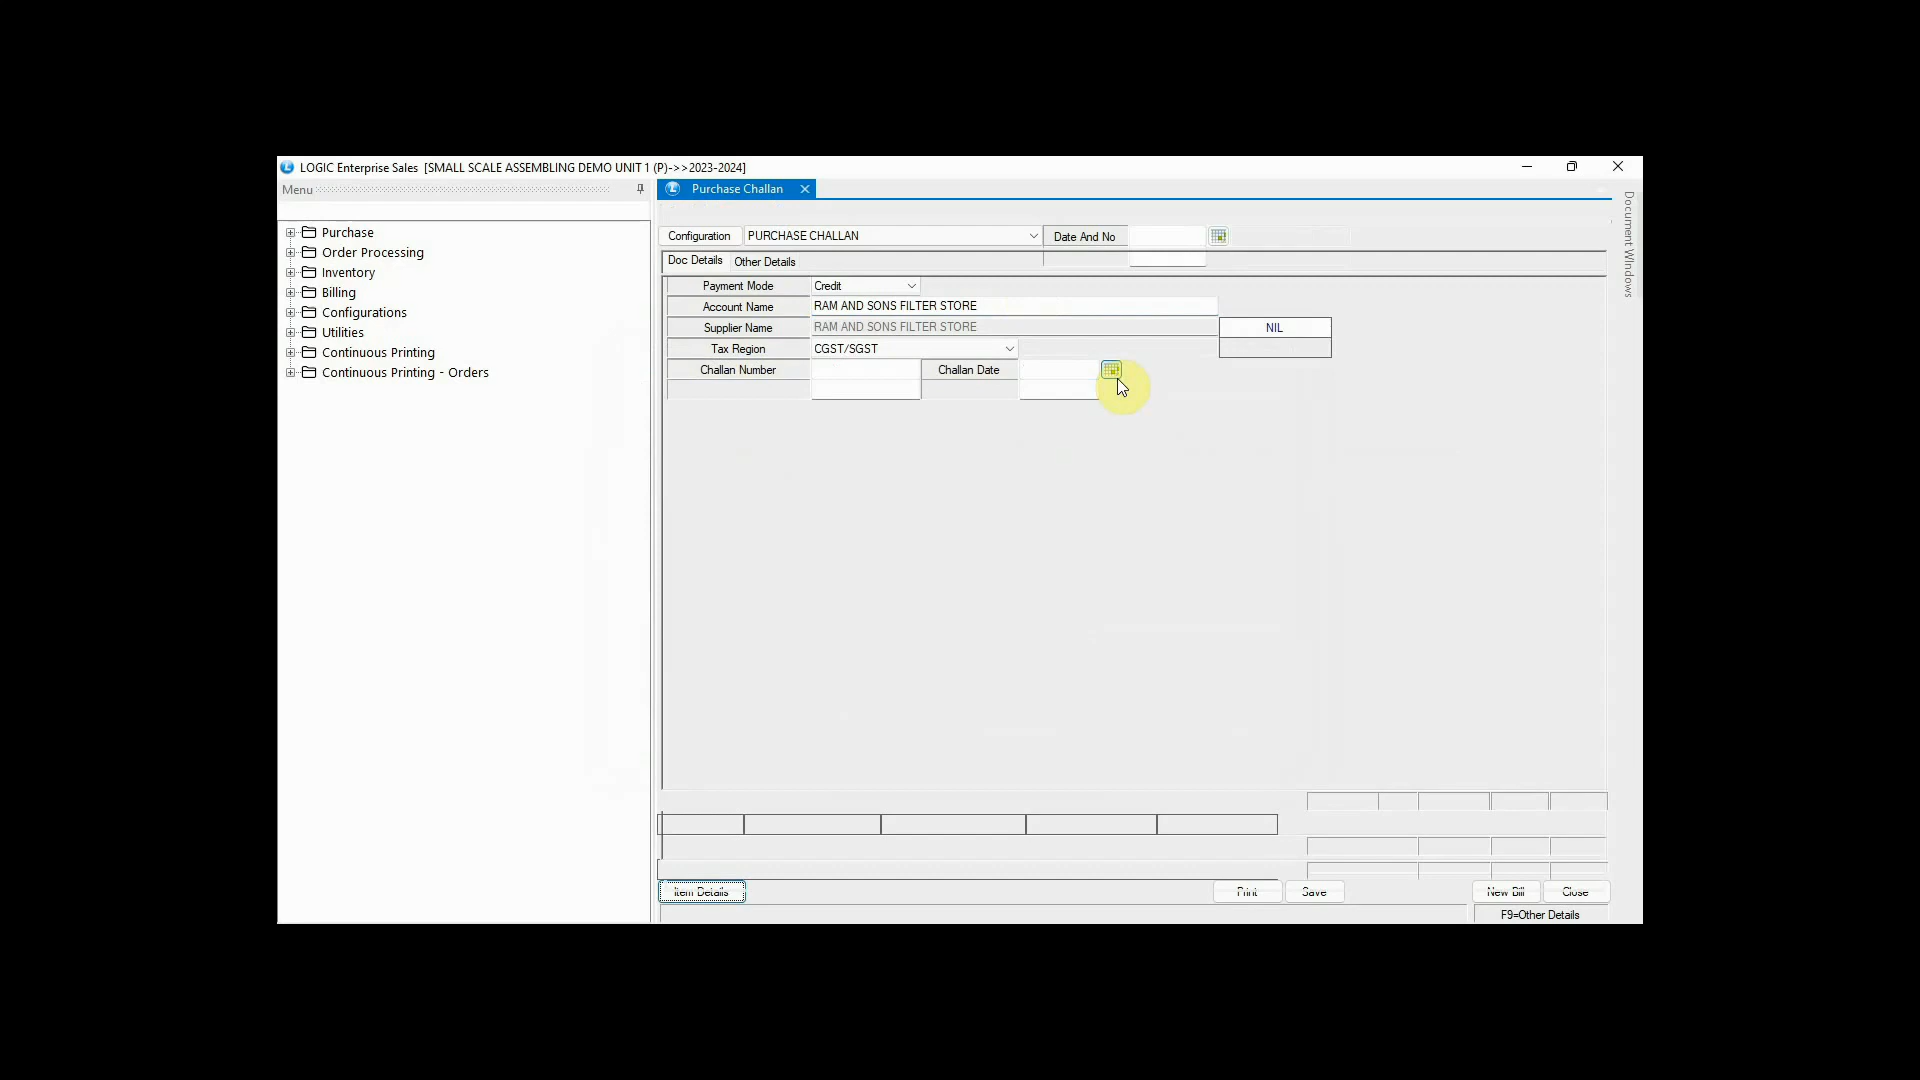 LOGIC Enterprise Sales [SMALL SCALE ASSEMBLING DEMO UNIT 1 (P)->>2023-2024]
Menu
Purchase
Order Processing
Inventory
Billing
Configurations
Utilities
Continuous Printing
Continuous Printing - Orders
Purchase Challan
Configuration PURCHASE CHALLAN Date And No
Doc Details Other Details
Payment Mode Credit
Account Name RAM AND SONS FILTER STORE
Supplier Name RAM AND SONS FILTER STORE NIL
Tax Region CGST/SGST
Challan Number Challan Date
Item Details Print Save New Bill Close
F9=Other Details
Document Windows